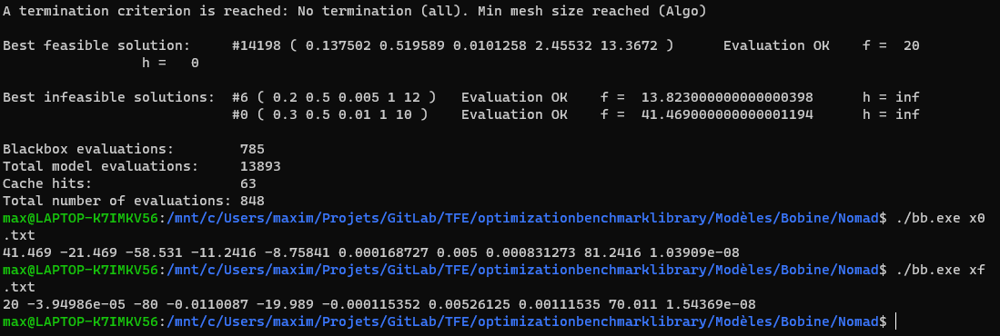 A termination criterion is reached: No termination (all). Min mesh size reached (Algo)
Best feasible solution:      #14198 ( 0.137502 0.519589 0.0101258 2.45532 13.3672 )       Evaluation OK    f =  20
                    h =   0
Best infeasible solutions:  #6 ( 0.2 0.5 0.005 1 12 )   Evaluation OK    f =  13.823000000000000398       h = inf
                                 #0 ( 0.3 0.5 0.01 1 10 )    Evaluation OK    f =  41.469000000000001194       h = inf
Blackbox evaluations:         785
Total model evaluations:      13893
Cache hits:                   63
Total number of evaluations: 848
max@LAPTOP-K7IMKV56:/mnt/c/Users/maxim/Projets/GitLab/TFE/optimizationbenchmarklibrary/Modèles/Bobine/Nomad$ ./bb.exe x0
.txt
41.469 -21.469 -58.531 -11.2416 -8.75841 0.000168727 0.005 0.000831273 81.2416 1.03909e-08
max@LAPTOP-K7IMKV56:/mnt/c/Users/maxim/Projets/GitLab/TFE/optimizationbenchmarklibrary/Modèles/Bobine/Nomad$ ./bb.exe xf
.txt
20 -3.94986e-05 -80 -0.0110087 -19.989 -0.000115352 0.00526125 0.00111535 70.011 1.54369e-08
max@LAPTOP-K7IMKV56:/mnt/c/Users/maxim/Projets/GitLab/TFE/optimizationbenchmarklibrary/Modèles/Bobine/Nomad$